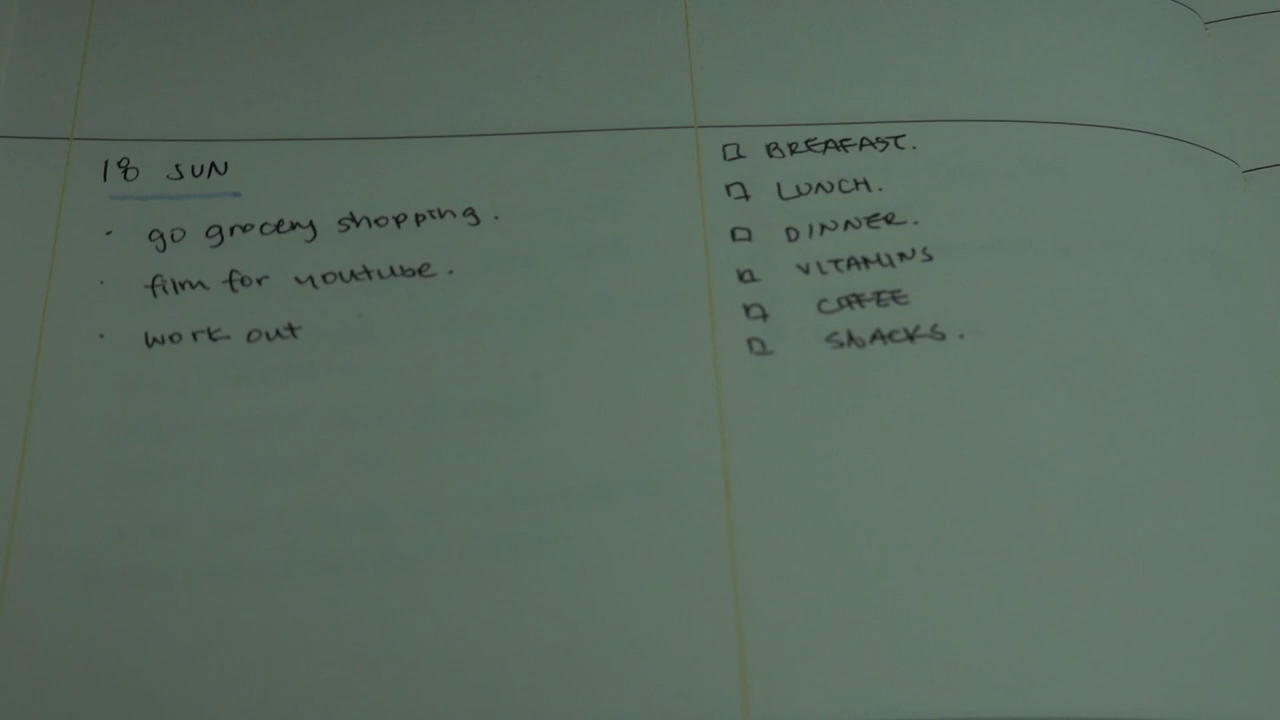 18 SUN
· go grocery shopping.
· film for youtube.
· work out
□ BREAFAST.
□ LUNCH.
□ DINNER.
□ VITAMINS
□ COFFEE
□ SNACKS.